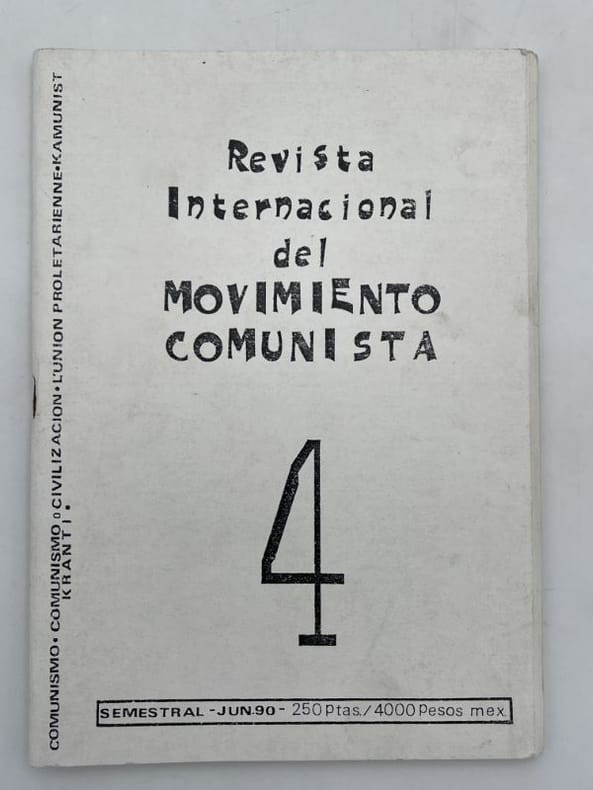 Revista
Internacional
del
MOVIMIENTO
COMUNISTA
4
SEMESTRAL -JUN.90- 250 Ptas./4000 Pesos mex.
COMUNISMO • COMUNISMO o CIVILIZACION • L'UNION PROLETARIENNE • KAMUNIST
KRANTI •